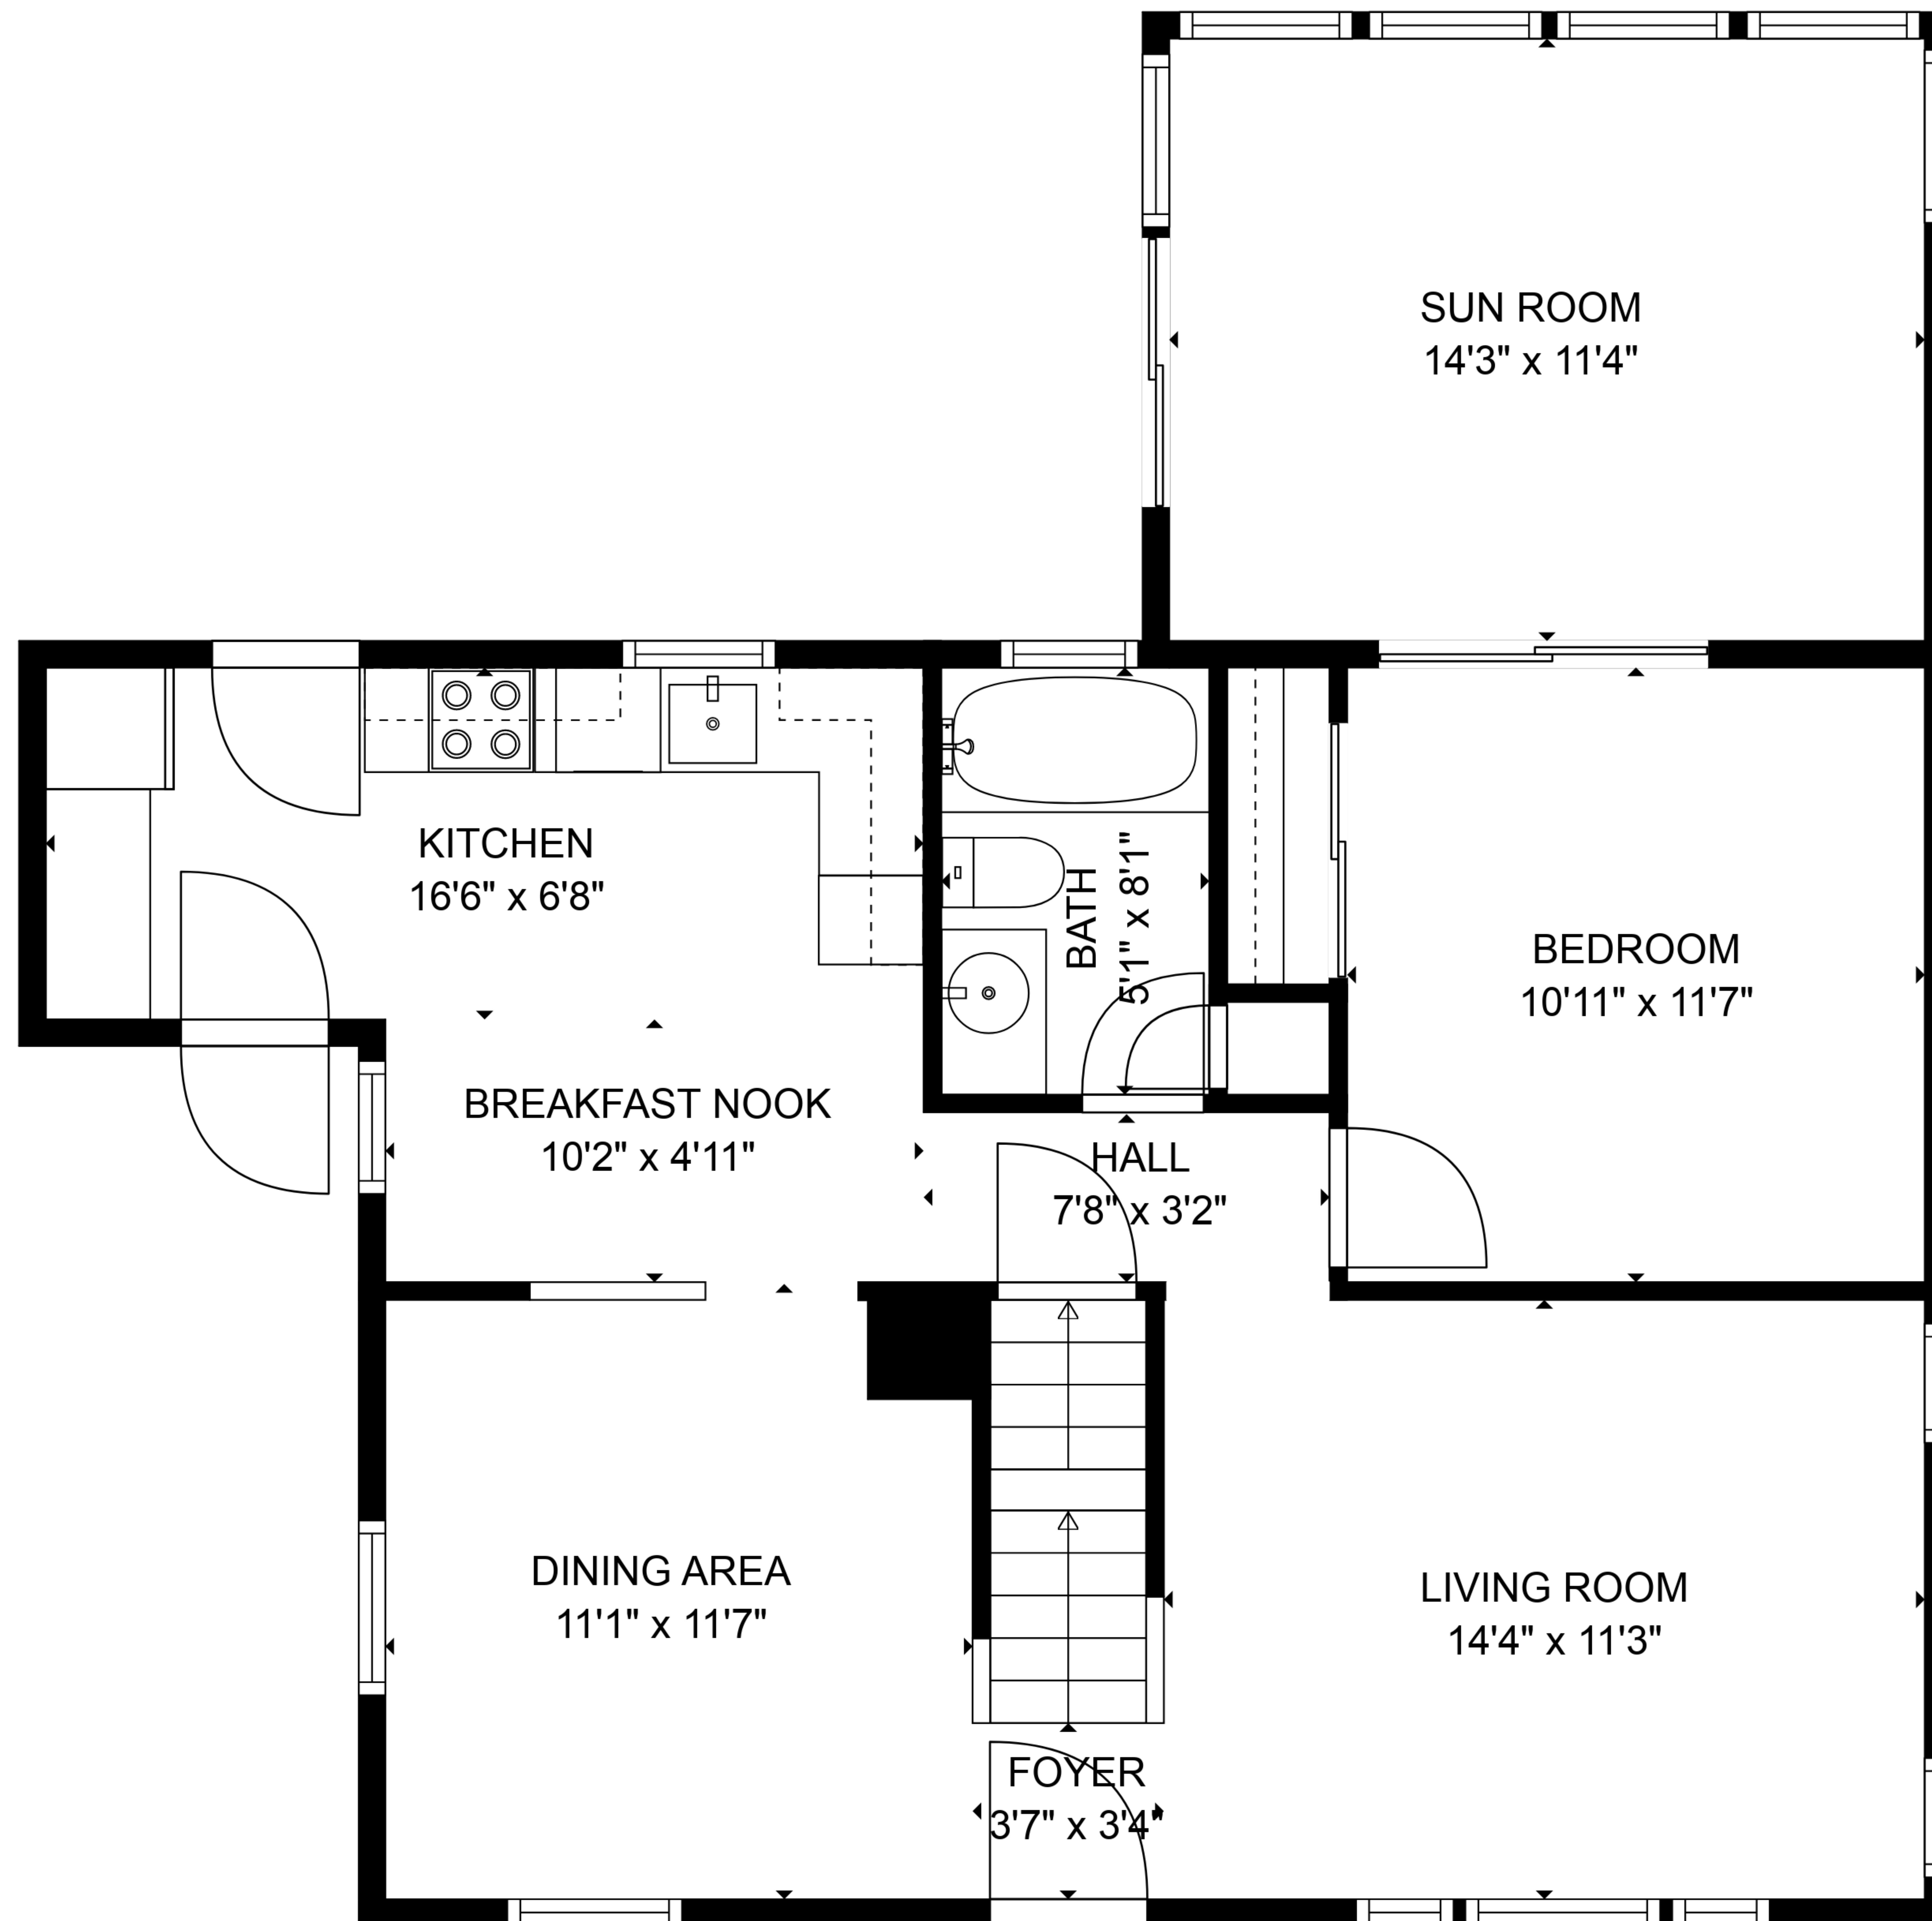 SUN ROOM
14'3" x 11'4"
KITCHEN
16'6" x 6'8"
BATH
5'1" x 8'1"
BEDROOM
10'11" x 11'7"
BREAKFAST NOOK
10'2" x 4'11"
HALL
7'8" x 3'2"
DINING AREA
11'1" x 11'7"
LIVING ROOM
14'4" x 11'3"
FOYER
3'7" x 3'4"